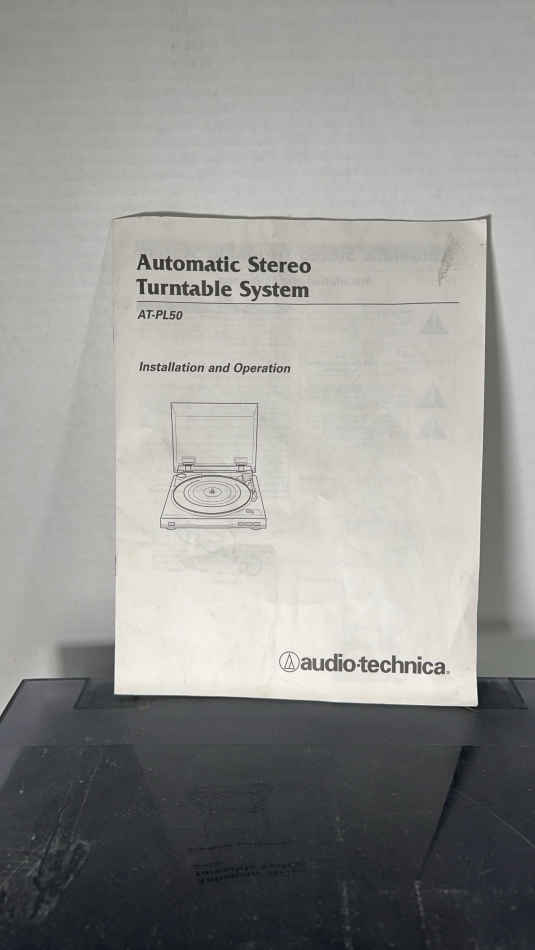 Automatic Stereo
Turntable System
AT-PL50
Installation and Operation
audio-technica®